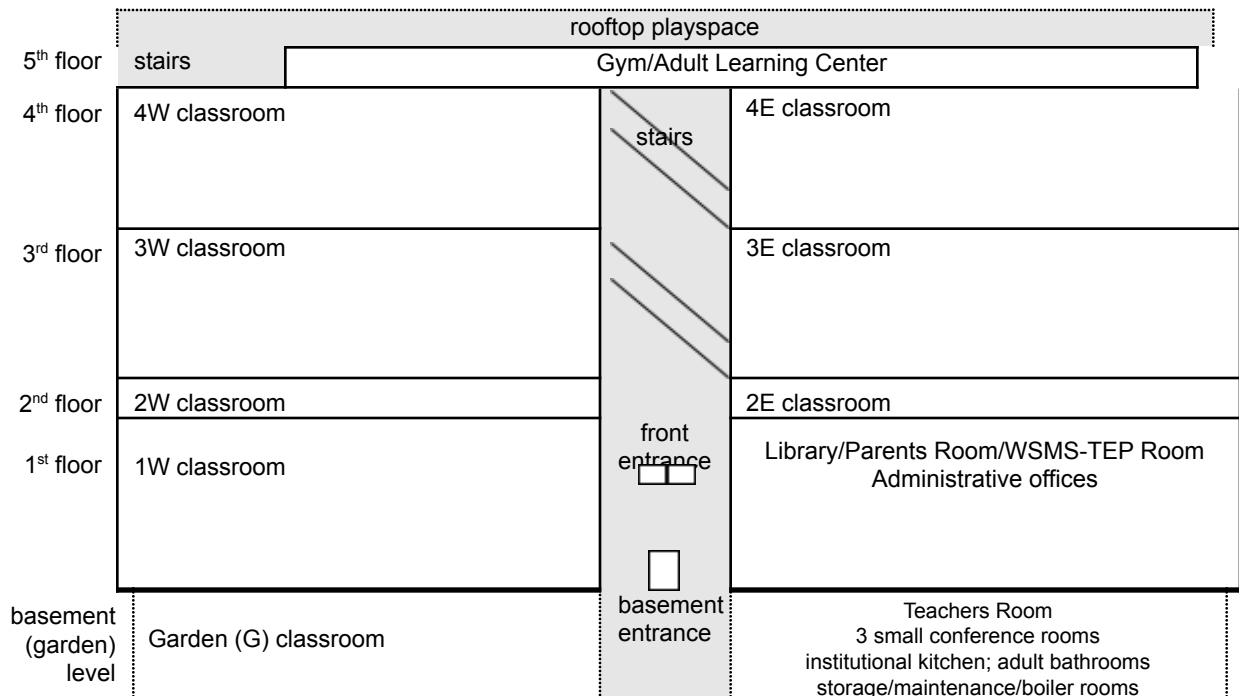 rooftop playspace
5th floor stairs Gym/Adult Learning Center
4th floor 4W classroom 4E classroom
stairs
3rd floor 3W classroom 3E classroom
2nd floor 2W classroom 2E classroom
front
entrance
1st floor 1W classroom Library/Parents Room/WSMS-TEP Room
Administrative offices
basement
(garden)
level
Garden (G) classroom
basement
entrance
Teachers Room
3 small conference rooms
institutional kitchen; adult bathrooms
storage/maintenance/boiler rooms